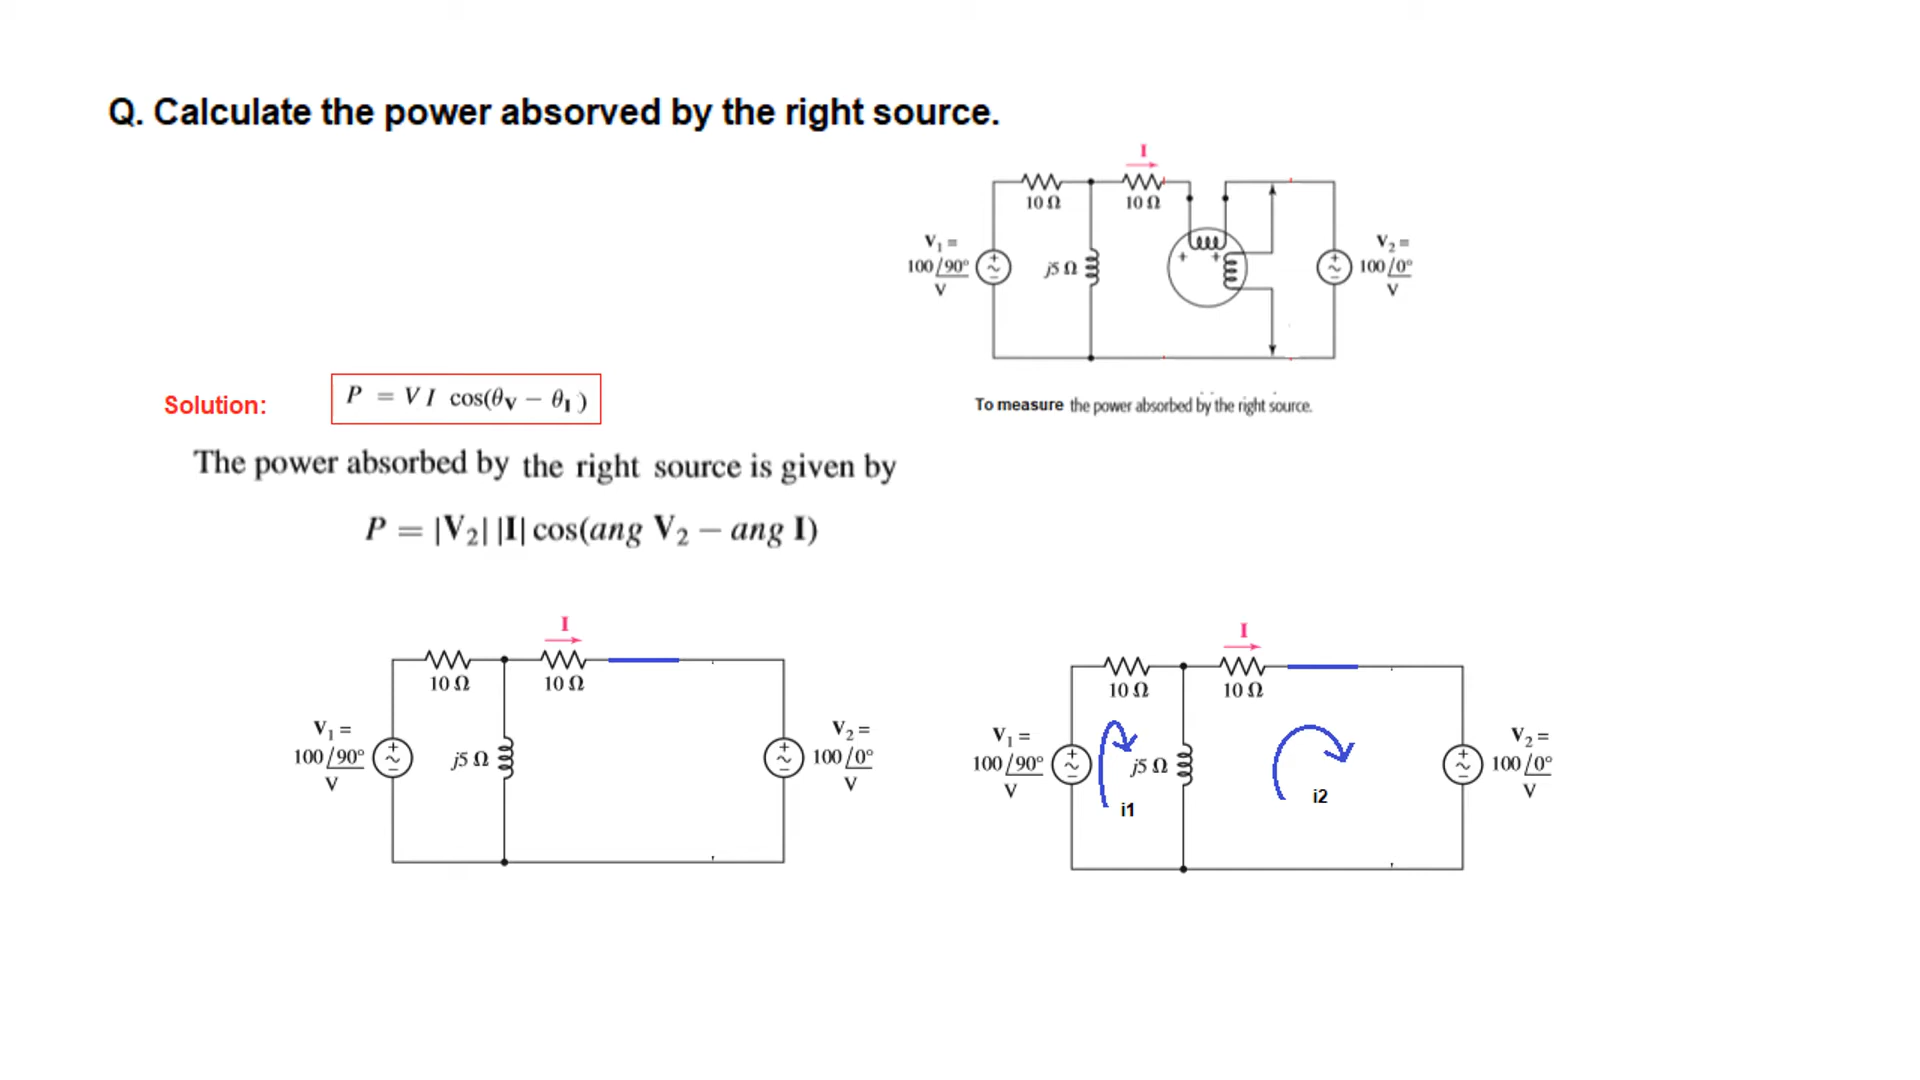 Q. Calculate the power absorved by the right source.
I
10 Ω
10 Ω
V1 =
100 /90°
V
j5 Ω
+
~
−
+
+
+
~
−
V2 =
100 /0°
V
To measure the power absorbed by the right source.
Solution:
P = V I cos(θV − θI )
The power absorbed by the right source is given by
P = |V2| |I| cos(ang V2 − ang I)
I
10 Ω
10 Ω
V1 =
100 /90°
V
+
~
−
j5 Ω
+
~
−
V2 =
100 /0°
V
I
10 Ω
10 Ω
V1 =
100 /90°
V
+
~
−
j5 Ω
i1
i2
+
~
−
V2 =
100 /0°
V